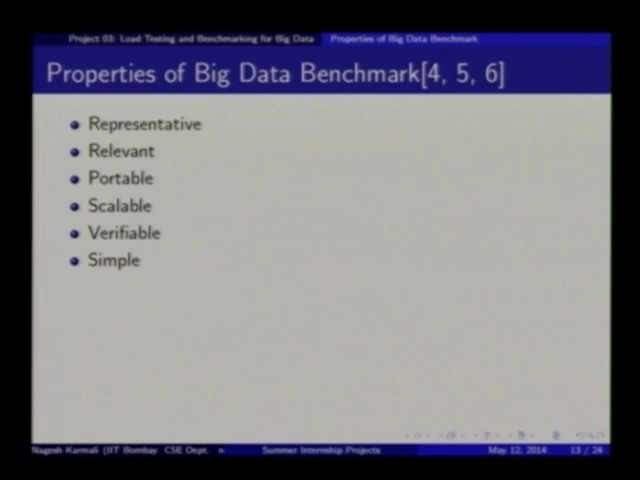 Project 03: Load Testing and Benchmarking for Big Data Properties of Big Data Benchmark
Properties of Big Data Benchmark[4, 5, 6]
Representative
Relevant
Portable
Scalable
Verifiable
Simple
Nagesh Karmali (IIT Bombay CSE Dept. Summer Internship Projects May 12, 2014 13 / 24